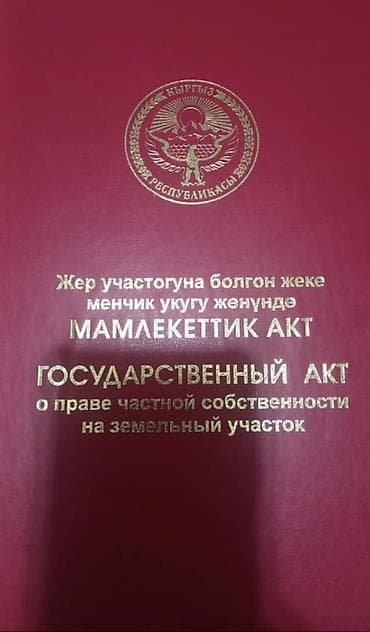 КЫРГЫЗ
РЕСПУБЛИКАСЫ
Жер участогуна болгон жеке
менчик укугу жөнүндө
МАМЛЕКЕТТИК АКТ
ГОСУДАРСТВЕННЫЙ АКТ
о праве частной собственности
на земельный участок